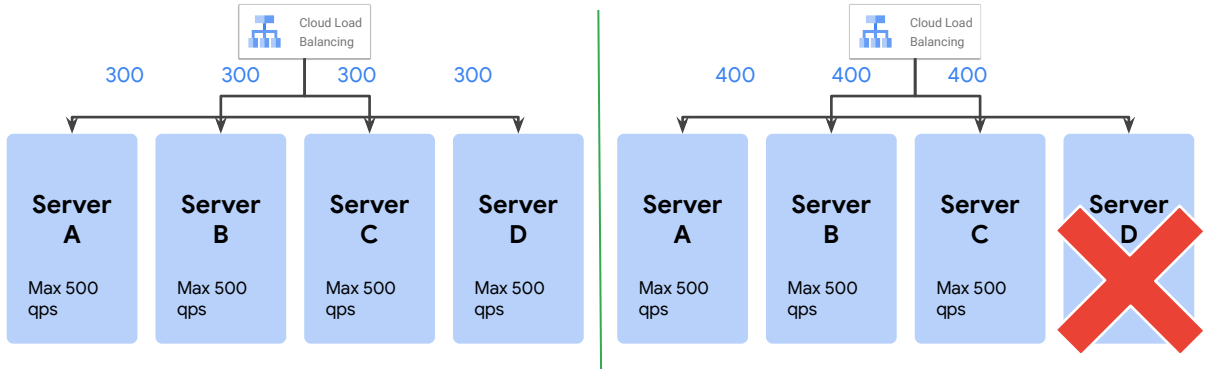 Cloud Load
Balancing
300 300 300 300
Server
A
Max 500
qps
Server
B
Max 500
qps
Server
C
Max 500
qps
Server
D
Max 500
qps
Cloud Load
Balancing
400 400 400
Server
A
Max 500
qps
Server
B
Max 500
qps
Server
C
Max 500
qps
Server
D